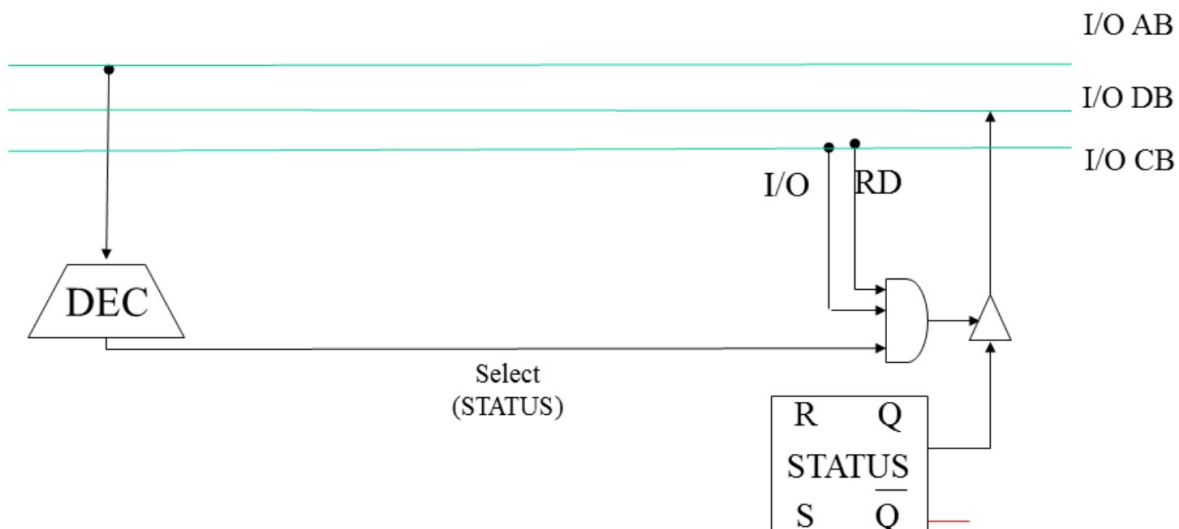 I/O AB
I/O DB
I/O CB
I/O RD
DEC
Select
(STATUS)
R Q
STATUS
S Q̅